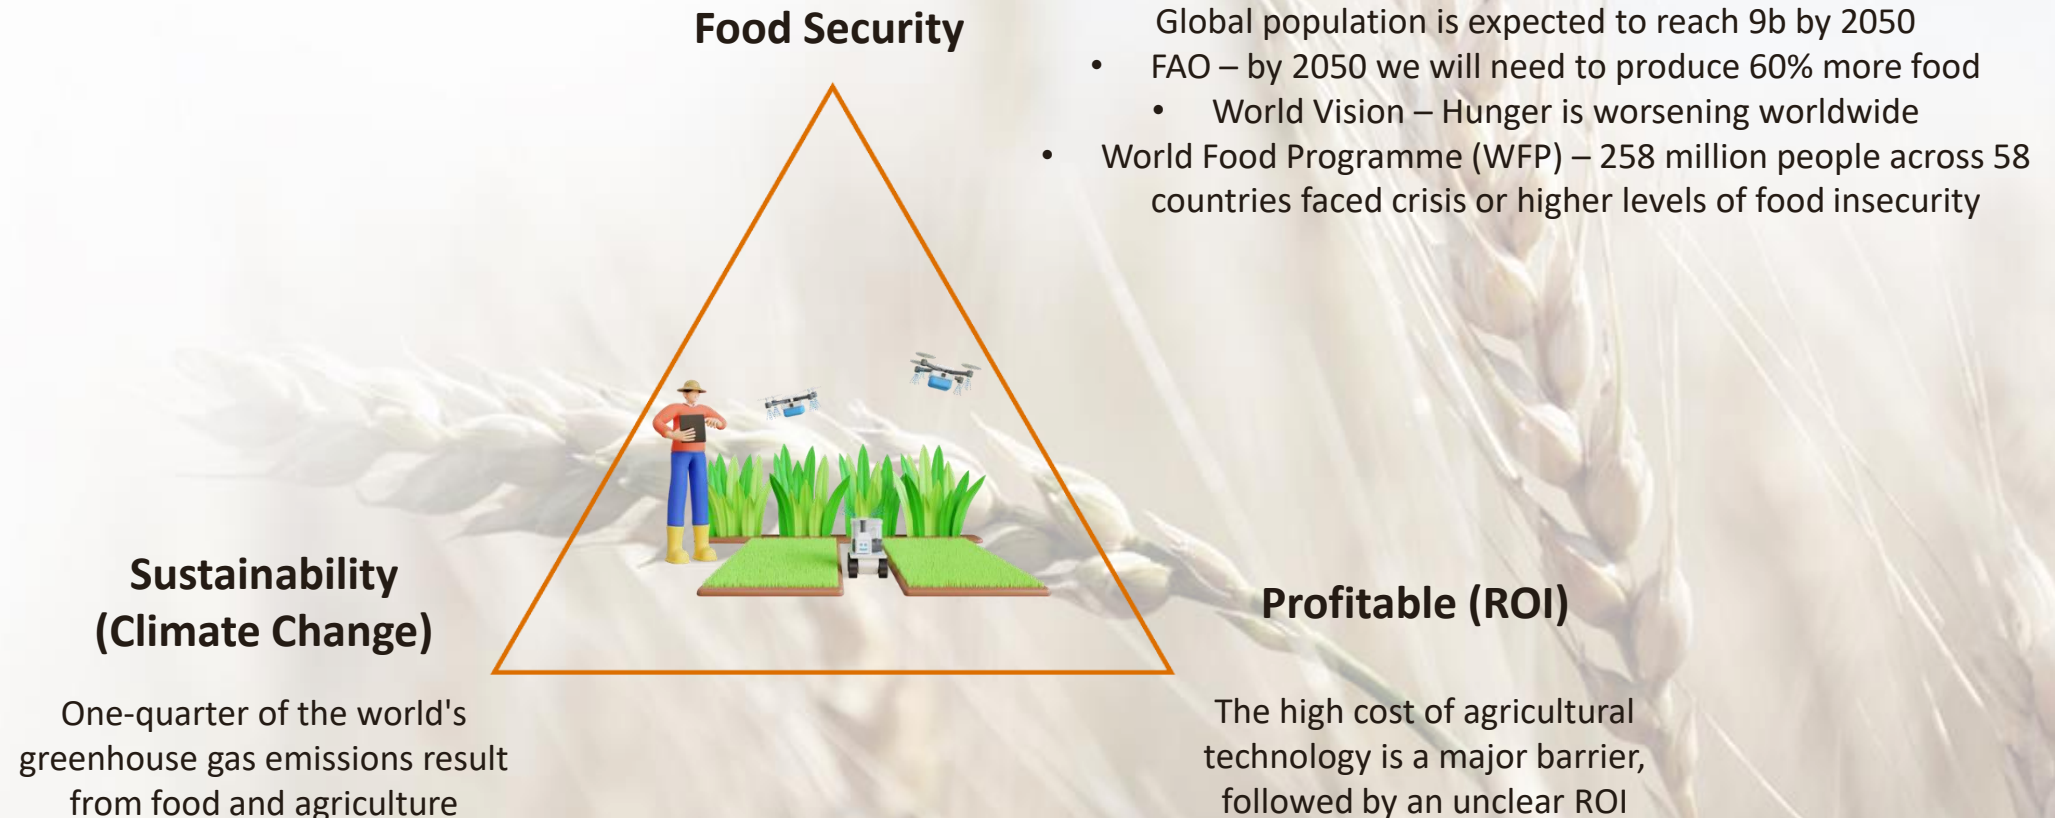 Food Security
Global population is expected to reach 9b by 2050
• FAO – by 2050 we will need to produce 60% more food
• World Vision – Hunger is worsening worldwide
• World Food Programme (WFP) – 258 million people across 58
countries faced crisis or higher levels of food insecurity
Sustainability
(Climate Change)
One-quarter of the world's
greenhouse gas emissions result
from food and agriculture
Profitable (ROI)
The high cost of agricultural
technology is a major barrier,
followed by an unclear ROI